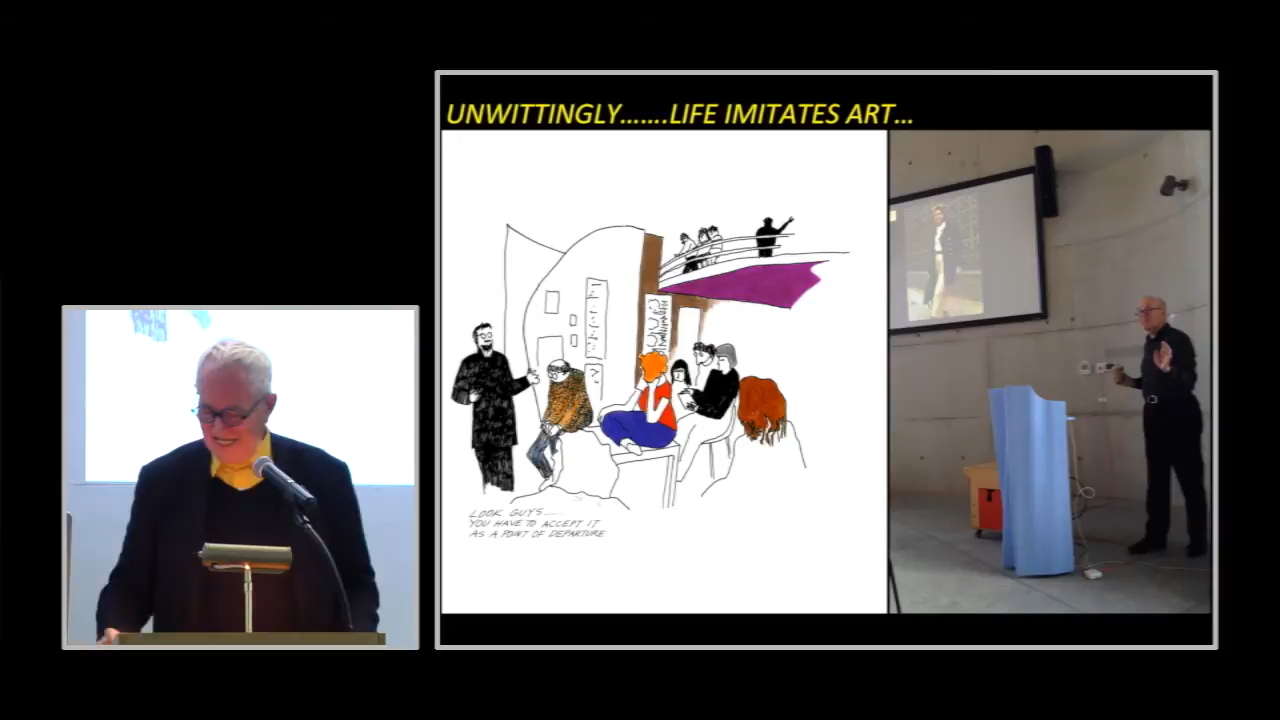 UNWITTINGLY.......LIFE IMITATES ART...
LOOK GUYS.....
YOU HAVE TO ACCEPT IT
AS A POINT OF DEPARTURE